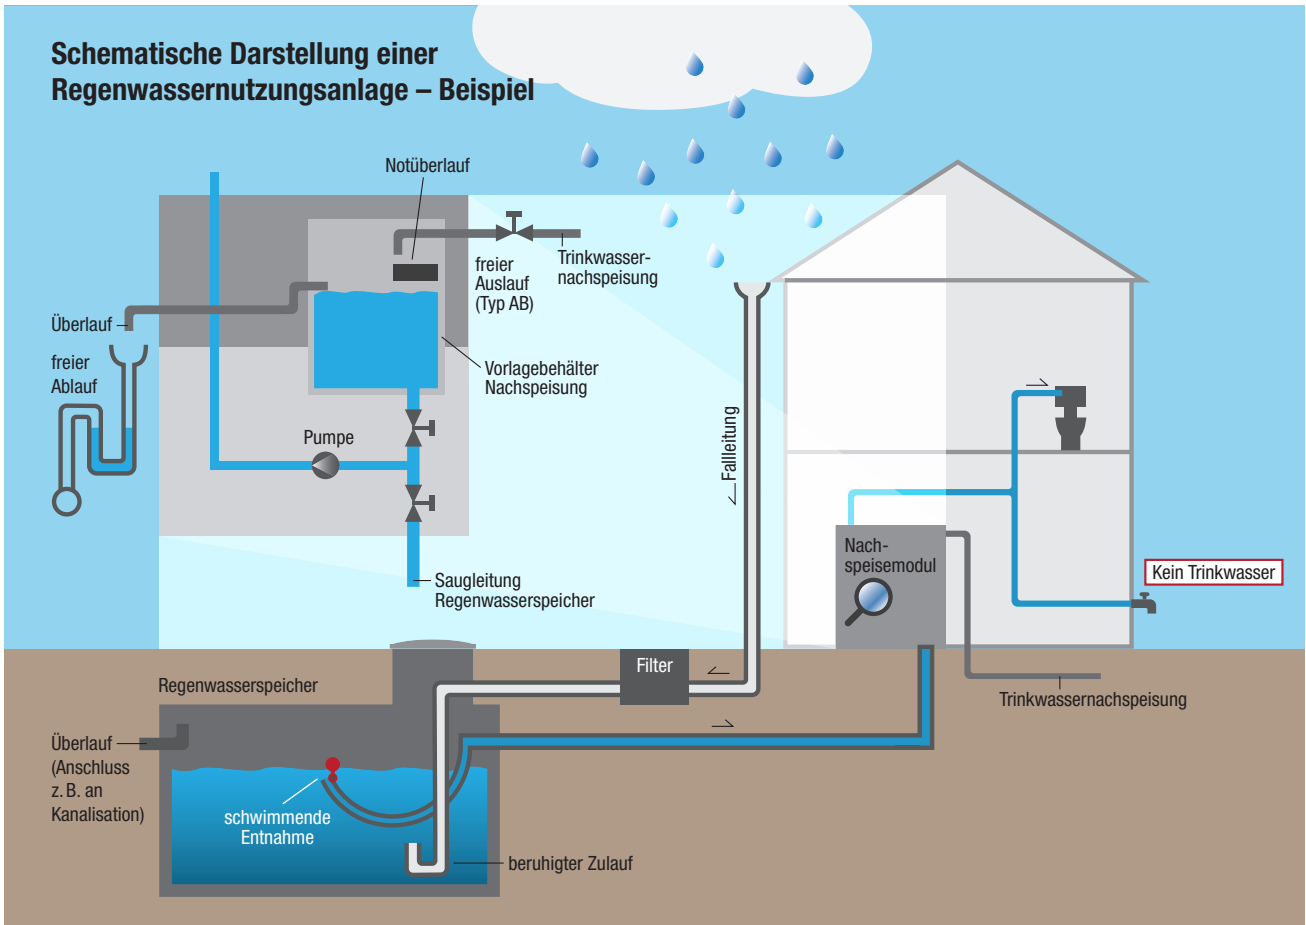 Schematische Darstellung einer
Regenwassernutzungsanlage – Beispiel
Notüberlauf
Trinkwasser-
nachspeisung
freier
Auslauf
(Typ AB)
Überlauf
freier
Ablauf
Vorlagebehälter
Nachspeisung
Pumpe
Fallleitung
Saugleitung
Regenwasserspeicher
Nach-
speisemodul
Kein Trinkwasser
Filter
Regenwasserspeicher
Trinkwassernachspeisung
Überlauf
(Anschluss
z. B. an
Kanalisation)
schwimmende
Entnahme
beruhigter Zulauf